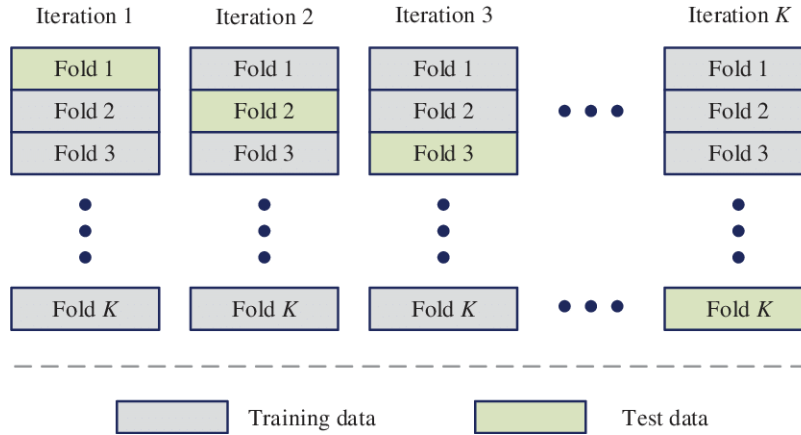 Iteration 1 Iteration 2 Iteration 3 Iteration K
Fold 1 Fold 1 Fold 1 Fold 1
Fold 2 Fold 2 Fold 2 Fold 2
Fold 3 Fold 3 Fold 3 Fold 3
Fold K Fold K Fold K Fold K
Training data Test data